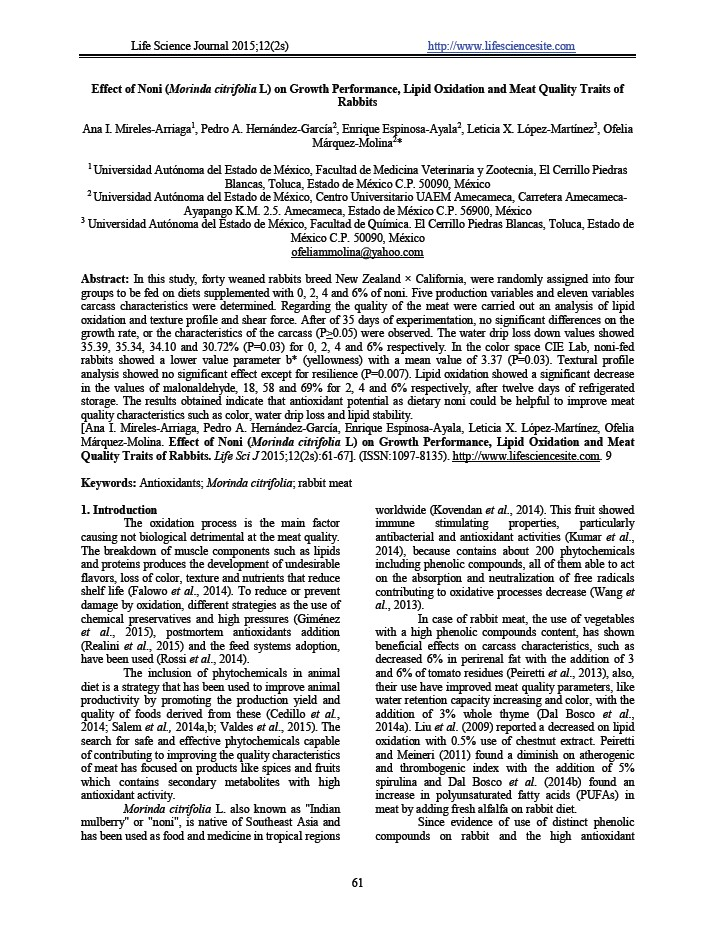 Life Science Journal 2015;12(2s) http://www.lifesciencesite.com
Effect of Noni (Morinda citrifolia L) on Growth Performance, Lipid Oxidation and Meat Quality Traits of
Rabbits
Ana I. Mireles-Arriaga1, Pedro A. Hernández-García2, Enrique Espinosa-Ayala2, Leticia X. López-Martínez3, Ofelia
Márquez-Molina2*
1 Universidad Autónoma del Estado de México, Facultad de Medicina Veterinaria y Zootecnia, El Cerrillo Piedras
Blancas, Toluca, Estado de México C.P. 50090, México
2 Universidad Autónoma del Estado de México, Centro Universitario UAEM Amecameca, Carretera Amecameca-
Ayapango K.M. 2.5. Amecameca, Estado de México C.P. 56900, México
3 Universidad Autónoma del Estado de México, Facultad de Química. El Cerrillo Piedras Blancas, Toluca, Estado de
México C.P. 50090, México
ofeliammolina@yahoo.com
Abstract: In this study, forty weaned rabbits breed New Zealand × California, were randomly assigned into four
groups to be fed on diets supplemented with 0, 2, 4 and 6% of noni. Five production variables and eleven variables
carcass characteristics were determined. Regarding the quality of the meat were carried out an analysis of lipid
oxidation and texture profile and shear force. After of 35 days of experimentation, no significant differences on the
growth rate, or the characteristics of the carcass (P≥0.05) were observed. The water drip loss down values showed
35.39, 35.34, 34.10 and 30.72% (P=0.03) for 0, 2, 4 and 6% respectively. In the color space CIE Lab, noni-fed
rabbits showed a lower value parameter b* (yellowness) with a mean value of 3.37 (P=0.03). Textural profile
analysis showed no significant effect except for resilience (P=0.007). Lipid oxidation showed a significant decrease
in the values of malonaldehyde, 18, 58 and 69% for 2, 4 and 6% respectively, after twelve days of refrigerated
storage. The results obtained indicate that antioxidant potential as dietary noni could be helpful to improve meat
quality characteristics such as color, water drip loss and lipid stability.
[Ana I. Mireles-Arriaga, Pedro A. Hernández-García, Enrique Espinosa-Ayala, Leticia X. López-Martínez, Ofelia
Márquez-Molina. Effect of Noni (Morinda citrifolia L) on Growth Performance, Lipid Oxidation and Meat
Quality Traits of Rabbits. Life Sci J 2015;12(2s):61-67]. (ISSN:1097-8135). http://www.lifesciencesite.com. 9
Keywords: Antioxidants; Morinda citrifolia; rabbit meat
1. Introduction
The oxidation process is the main factor
causing not biological detrimental at the meat quality.
The breakdown of muscle components such as lipids
and proteins produces the development of undesirable
flavors, loss of color, texture and nutrients that reduce
shelf life (Falowo et al., 2014). To reduce or prevent
damage by oxidation, different strategies as the use of
chemical preservatives and high pressures (Giménez
et al., 2015), postmortem antioxidants addition
(Realini et al., 2015) and the feed systems adoption,
have been used (Rossi et al., 2014).
The inclusion of phytochemicals in animal
diet is a strategy that has been used to improve animal
productivity by promoting the production yield and
quality of foods derived from these (Cedillo et al.,
2014; Salem et al., 2014a,b; Valdes et al., 2015). The
search for safe and effective phytochemicals capable
of contributing to improving the quality characteristics
of meat has focused on products like spices and fruits
which contains secondary metabolites with high
antioxidant activity.
Morinda citrifolia L. also known as "Indian
mulberry" or "noni", is native of Southeast Asia and
has been used as food and medicine in tropical regions
worldwide (Kovendan et al., 2014). This fruit showed
immune stimulating properties, particularly
antibacterial and antioxidant activities (Kumar et al.,
2014), because contains about 200 phytochemicals
including phenolic compounds, all of them able to act
on the absorption and neutralization of free radicals
contributing to oxidative processes decrease (Wang et
al., 2013).
In case of rabbit meat, the use of vegetables
with a high phenolic compounds content, has shown
beneficial effects on carcass characteristics, such as
decreased 6% in perirenal fat with the addition of 3
and 6% of tomato residues (Peiretti et al., 2013), also,
their use have improved meat quality parameters, like
water retention capacity increasing and color, with the
addition of 3% whole thyme (Dal Bosco et al.,
2014a). Liu et al. (2009) reported a decreased on lipid
oxidation with 0.5% use of chestnut extract. Peiretti
and Meineri (2011) found a diminish on atherogenic
and thrombogenic index with the addition of 5%
spirulina and Dal Bosco et al. (2014b) found an
increase in polyunsaturated fatty acids (PUFAs) in
meat by adding fresh alfalfa on rabbit diet.
Since evidence of use of distinct phenolic
compounds on rabbit and the high antioxidant
61